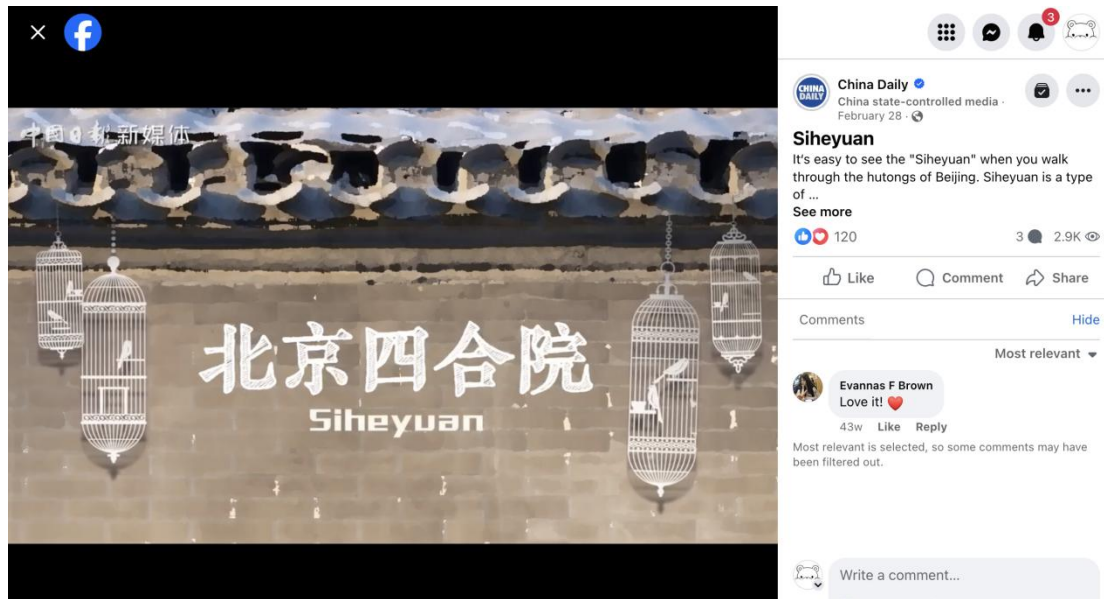 中国日报新媒体
北京四合院
Siheyuan
3
CHINA DAILY
China Daily
China state-controlled media ·
February 28 ·
Siheyuan
It's easy to see the "Siheyuan" when you walk
through the hutongs of Beijing. Siheyuan is a type
of ...
See more
120
3 2.9K
Like Comment Share
Comments Hide
Most relevant
Evannas F Brown
Love it!
43w Like Reply
Most relevant is selected, so some comments may have
been filtered out.
Write a comment...